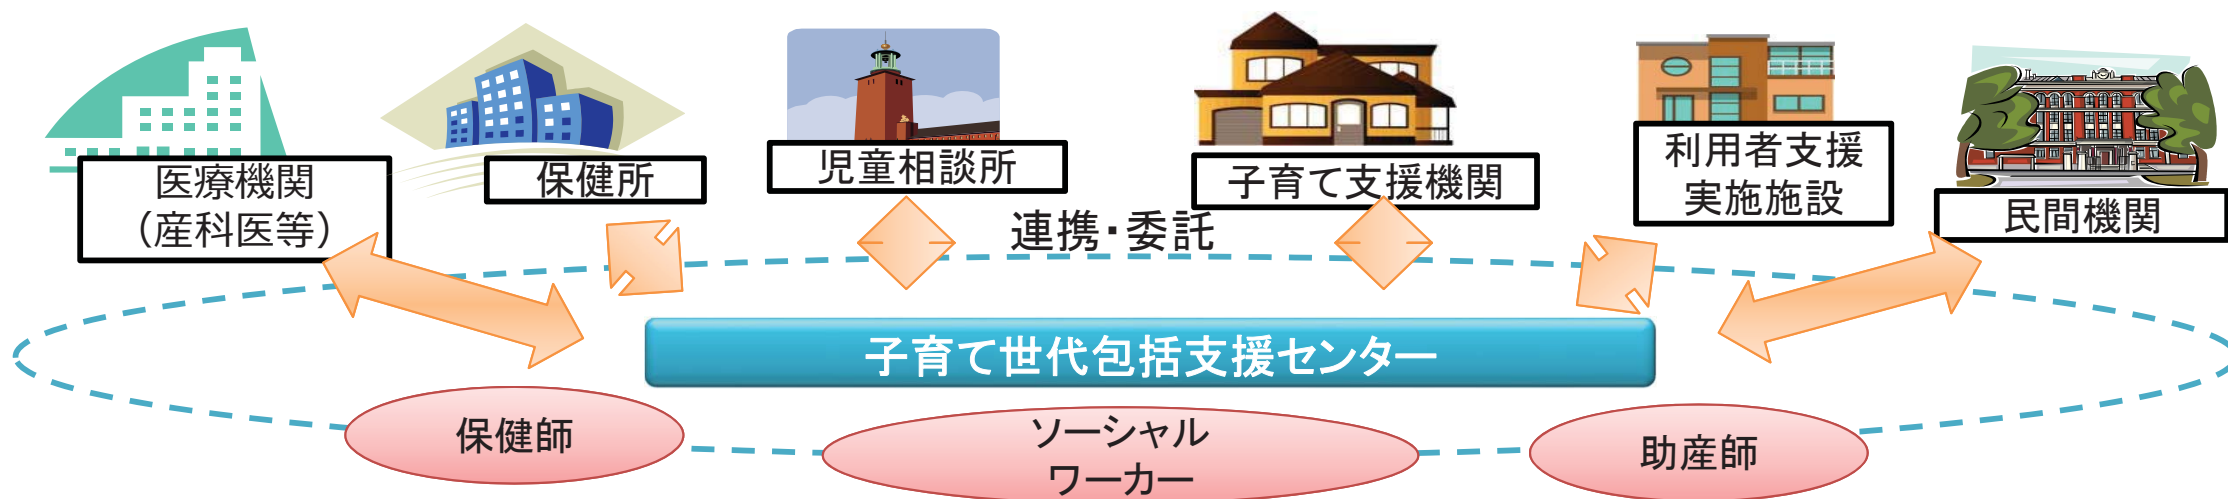 医療機関
(産科医等)
保健所
児童相談所
子育て支援機関
利用者支援
実施施設
民間機関
連携・委託
子育て世代包括支援センター
保健師
ソーシャル
ワーカー
助産師